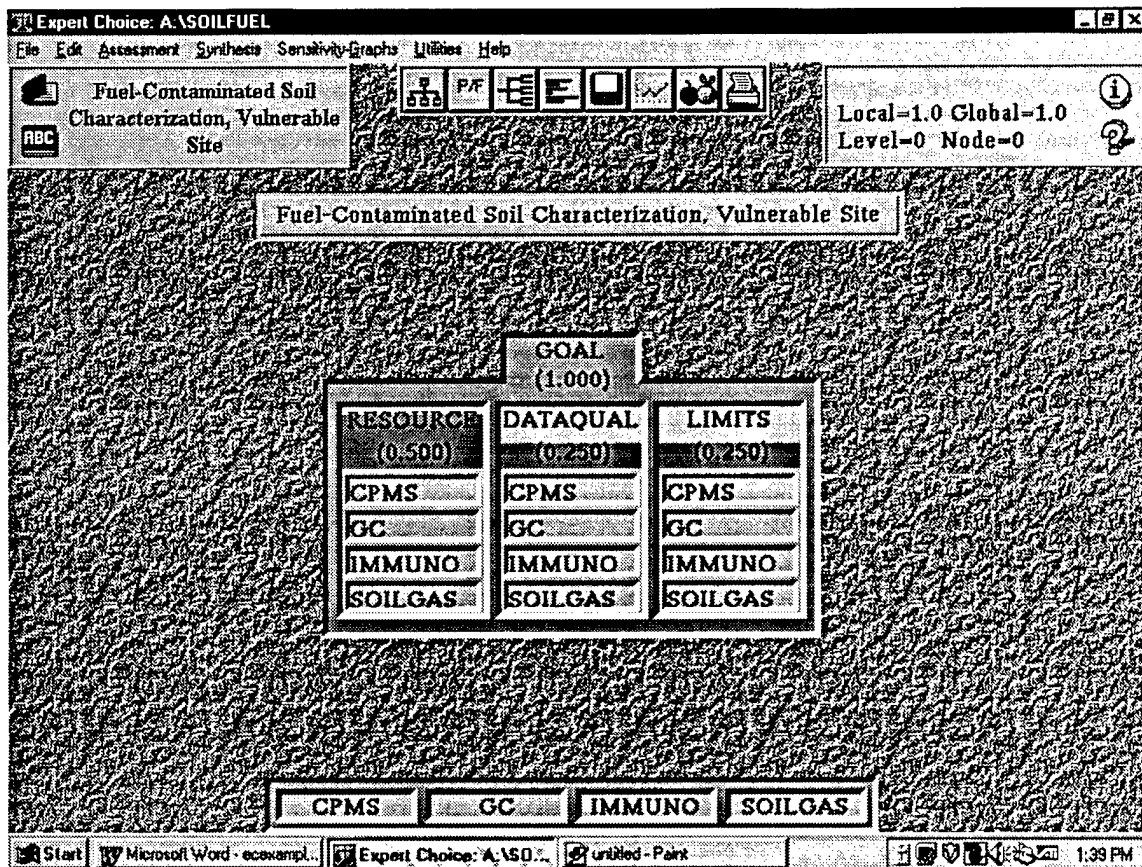 Expert Choice: A:\SOILFUEL
File Edit Assessment Synthesis Sensitivity-Graphs Utilities Help
Fuel-Contaminated Soil
Characterization, Vulnerable
Site
ABC
P/F
Local=1.0 Global=1.0
Level=0 Node=0
Fuel-Contaminated Soil Characterization, Vulnerable Site
GOAL
(1.000)
RESOURCE DATAQUAL LIMITS
(0.500) (0.250) (0.250)
CPMS CPMS CPMS
GC GC GC
IMMUNO IMMUNO IMMUNO
SOILGAS SOILGAS SOILGAS
CPMS GC IMMUNO SOILGAS
Start Microsoft Word - ecexampl... Expert Choice: A:\SO... untitled - Paint 1:39 PM